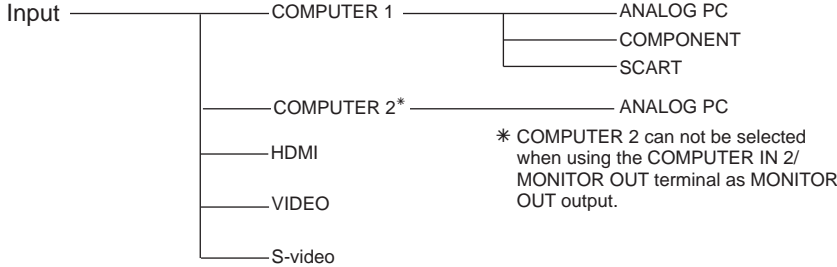 Input
COMPUTER 1
ANALOG PC
COMPONENT
SCART
COMPUTER 2*
ANALOG PC
* COMPUTER 2 can not be selected
when using the COMPUTER IN 2/
MONITOR OUT terminal as MONITOR
OUT output.
HDMI
VIDEO
S-video